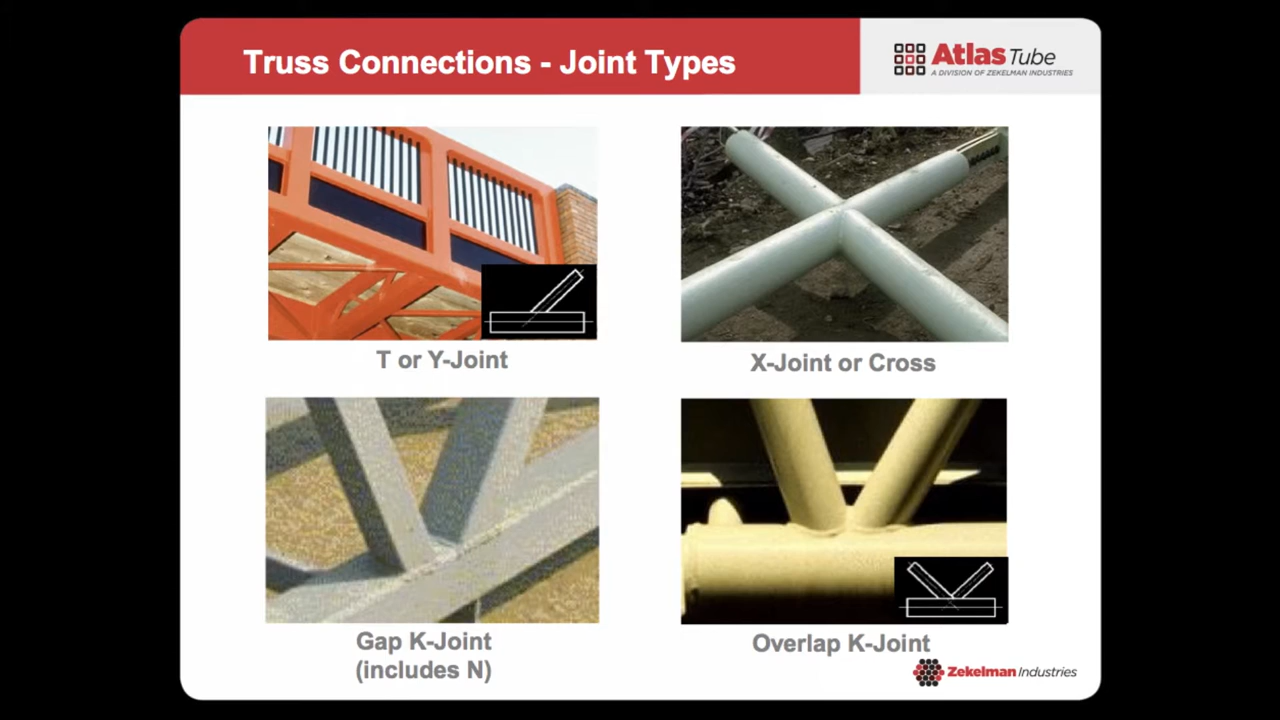 Truss Connections - Joint Types
Atlas Tube
A DIVISION OF ZEKELMAN INDUSTRIES
T or Y-Joint
X-Joint or Cross
Gap K-Joint
(includes N)
Overlap K-Joint
Zekelman Industries